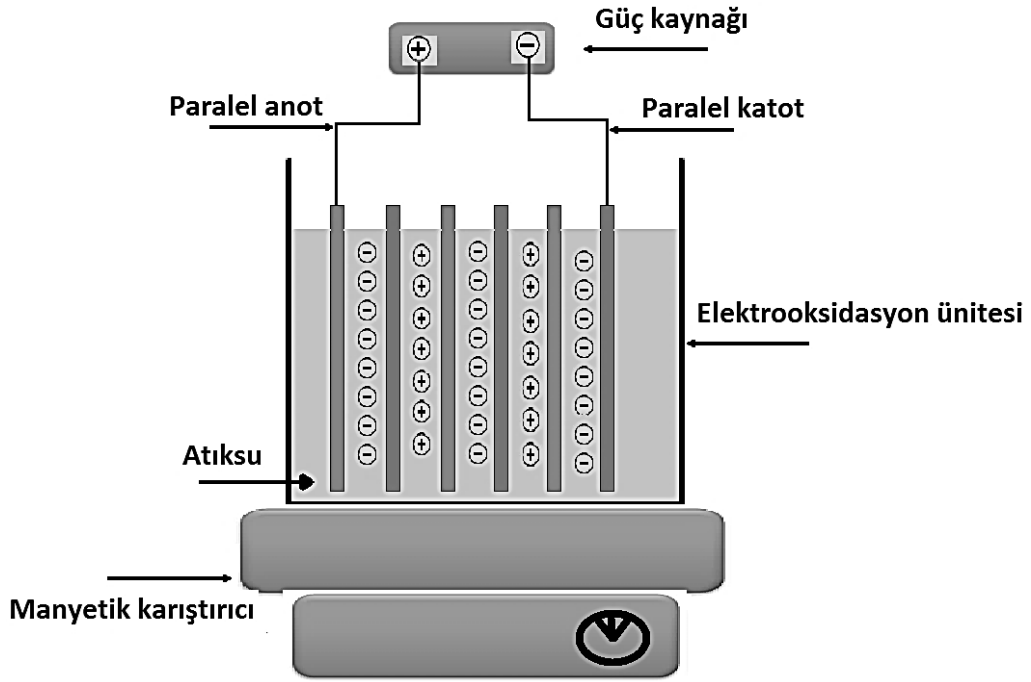 Güç kaynağı
+
−
Paralel anot
Paralel katot
Elektrooksidasyon ünitesi
Atıksu
Manyetik karıştırıcı